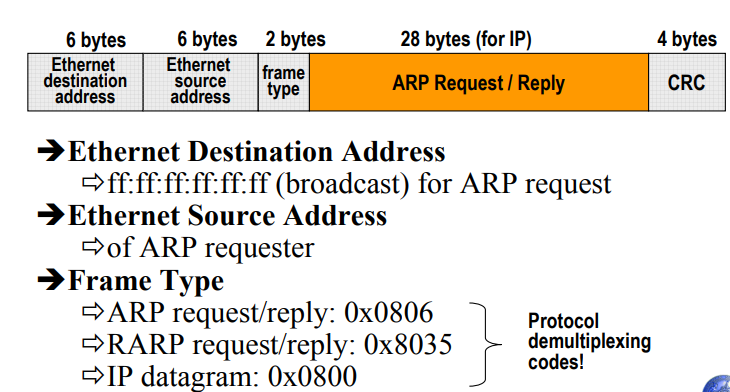 6 bytes 6 bytes 2 bytes 28 bytes (for IP) 4 bytes
Ethernet destination address Ethernet source address frame type ARP Request / Reply CRC
➔Ethernet Destination Address
⇨ff:ff:ff:ff:ff:ff (broadcast) for ARP request
➔Ethernet Source Address
⇨of ARP requester
➔Frame Type
⇨ARP request/reply: 0x0806
⇨RARP request/reply: 0x8035
⇨IP datagram: 0x0800
Protocol
demultiplexing
codes!